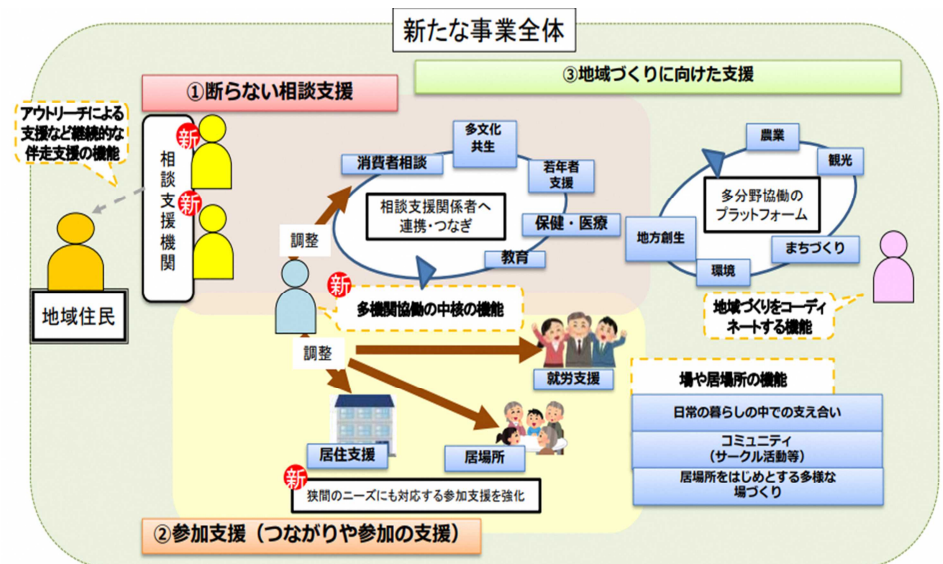 新たな事業全体
①断らない相談支援
③地域づくりに向けた支援
アウトリーチによる
支援など継続的な
伴走支援の機能
新
相談支援機関
新
地域住民
消費者相談
多文化
共生
若年者
支援
相談支援関係者へ
連携・つなぎ
保健・医療
教育
調整
新
多機関協働の中核の機能
農業
観光
多分野協働の
プラットフォーム
地方創生
まちづくり
環境
地域づくりをコーディ
ネートする機能
調整
就労支援
居住支援
居場所
新
狭間のニーズにも対応する参加支援を強化
場や居場所の機能
日常の暮らしの中での支え合い
コミュニティ
（サークル活動等）
居場所をはじめとする多様な
場づくり
②参加支援（つながりや参加の支援）